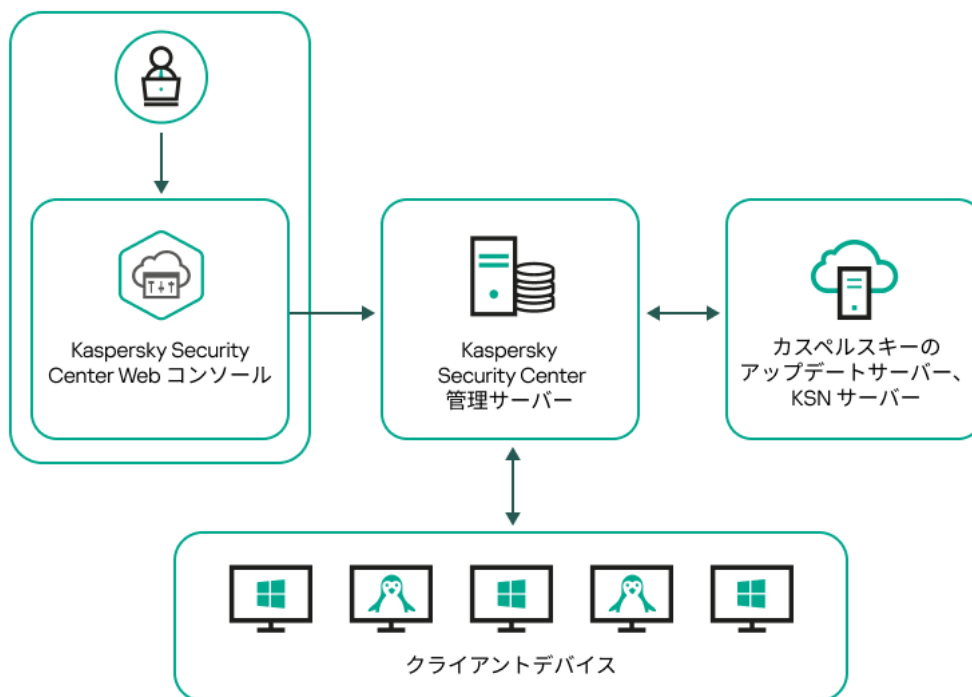 Kaspersky Security
Center Web コンソール
Kaspersky
Security Center
管理サーバー
カスペルスキーの
アップデートサーバー、
KSN サーバー
クライアントデバイス